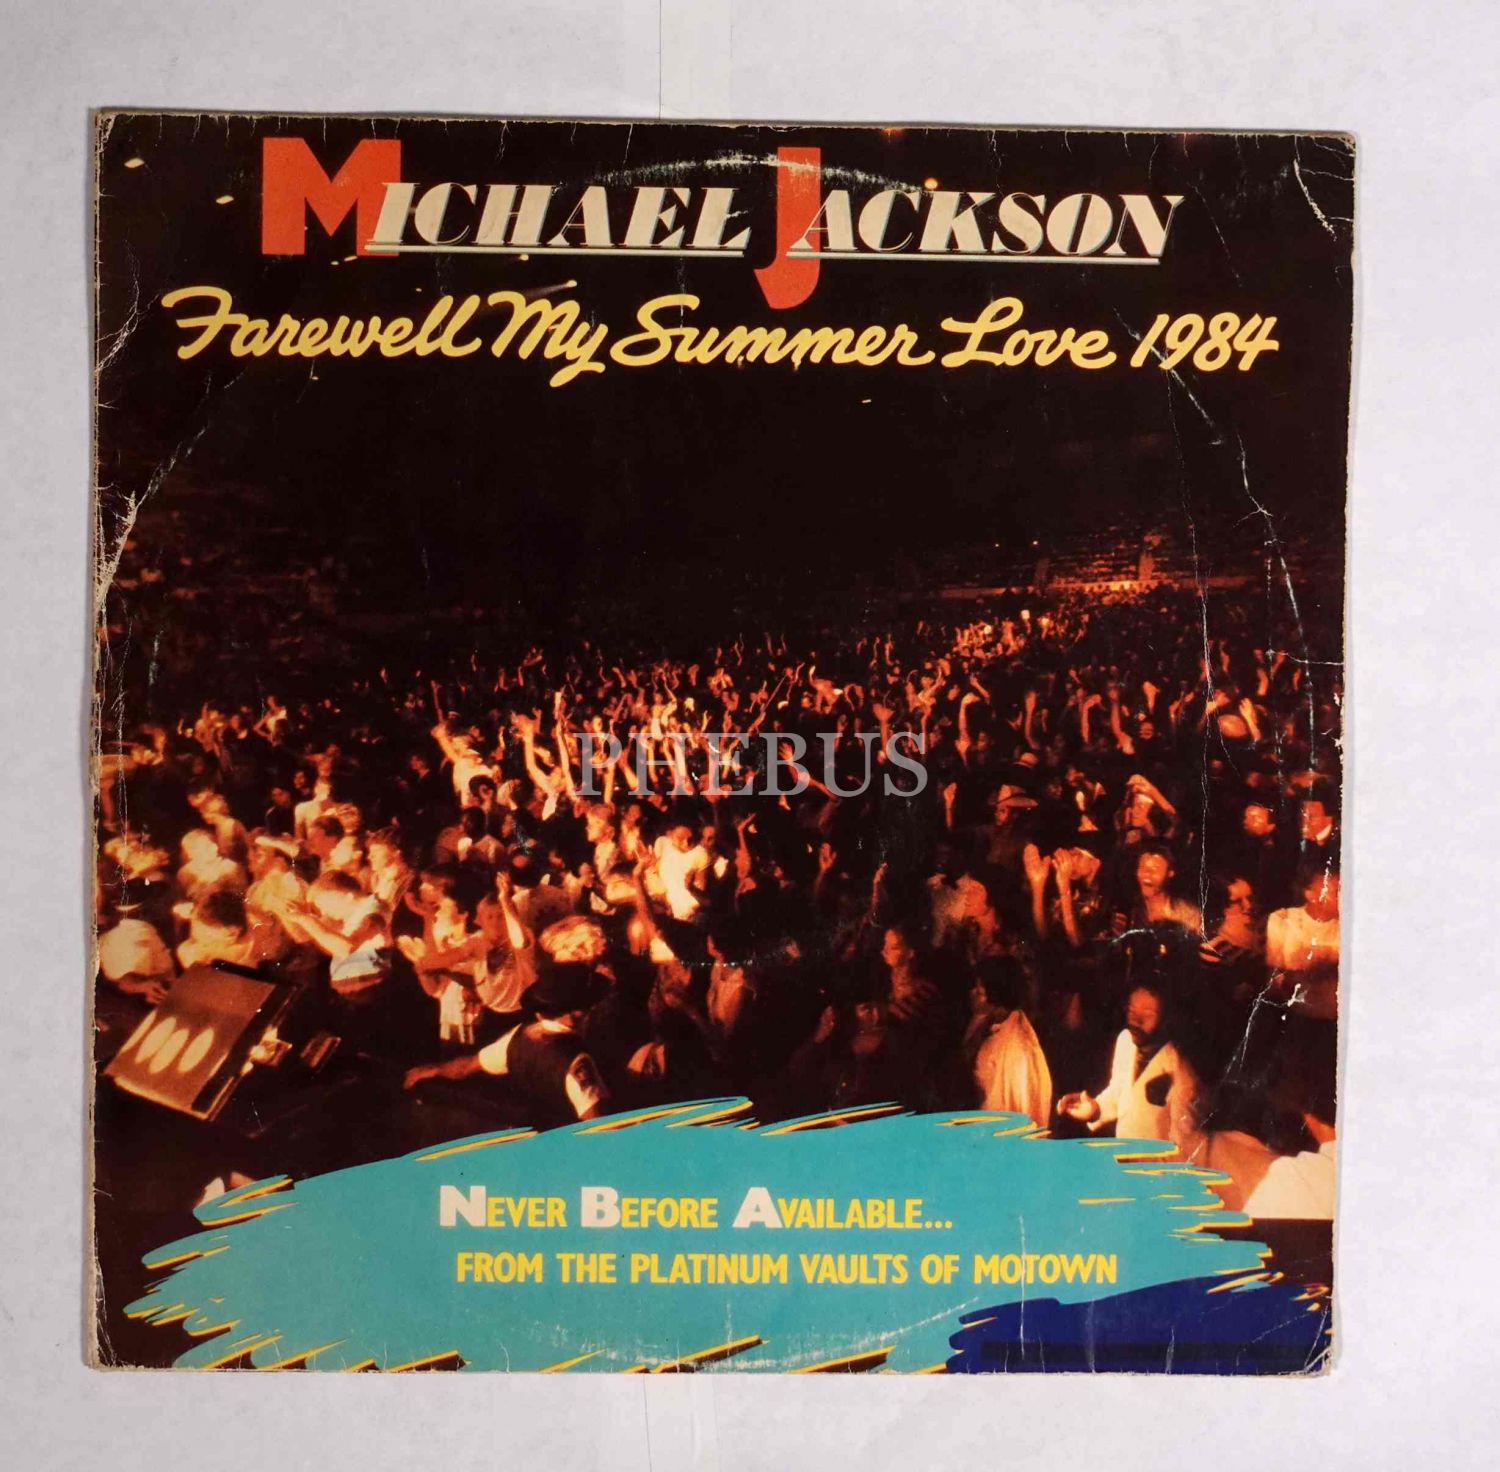 MICHAEL JACKSON
Farewell My Summer Love 1984
PHEBUS
NEVER BEFORE AVAILABLE...
FROM THE PLATINUM VAULTS OF MOTOWN